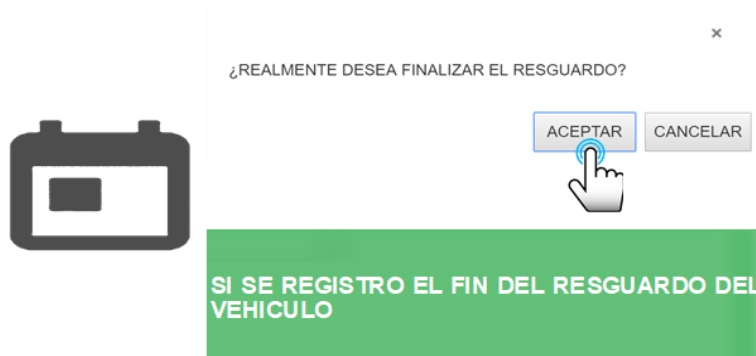 ×
¿REALMENTE DESEA FINALIZAR EL RESGUARDO?
ACEPTAR CANCELAR
SI SE REGISTRO EL FIN DEL RESGUARDO DEL
VEHICULO